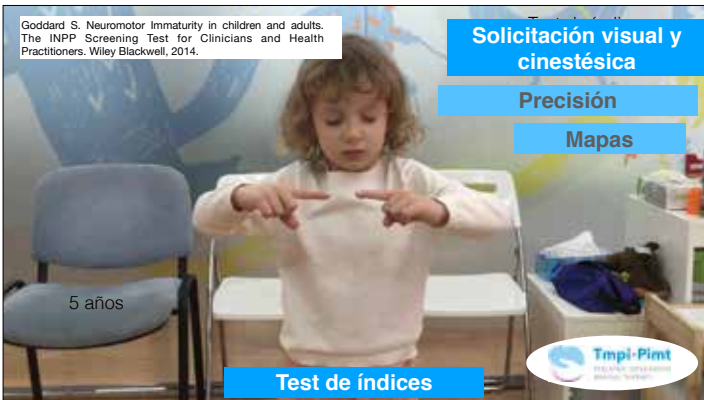 Goddard S. Neuromotor Immaturity in children and adults.
The INPP Screening Test for Clinicians and Health
Practitioners. Wiley Blackwell, 2014.
Solicitación visual y
cinestésica
Precisión
Mapas
5 años
Tmpi-Pimt
Test de índices